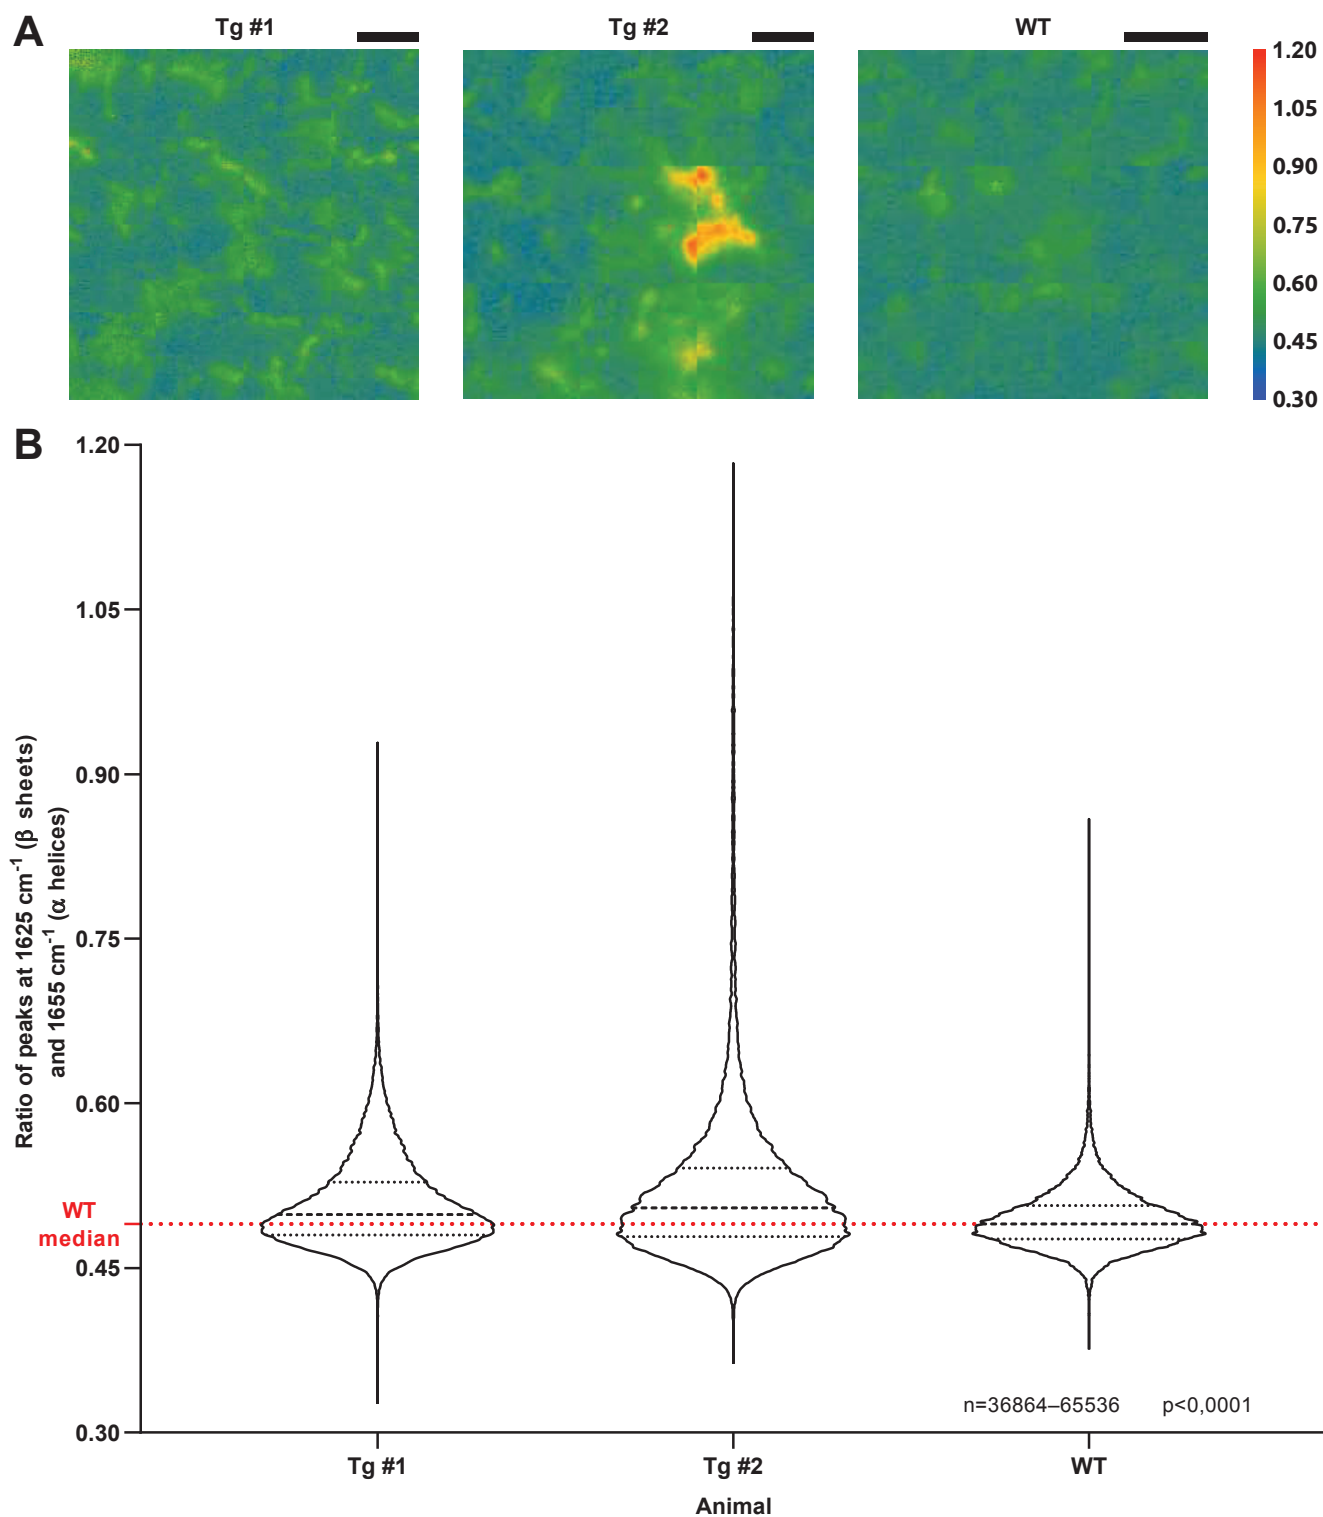 A
Tg #1
Tg #2
WT
1.20
1.05
0.90
0.75
0.60
0.45
0.30
B
1.20
1.05
0.90
0.75
0.60
0.45
0.30
Ratio of peaks at 1625 cm⁻¹ (β sheets)
and 1655 cm⁻¹ (α helices)
WT
median
n=36864–65536 p<0,0001
Tg #1
Tg #2
WT
Animal